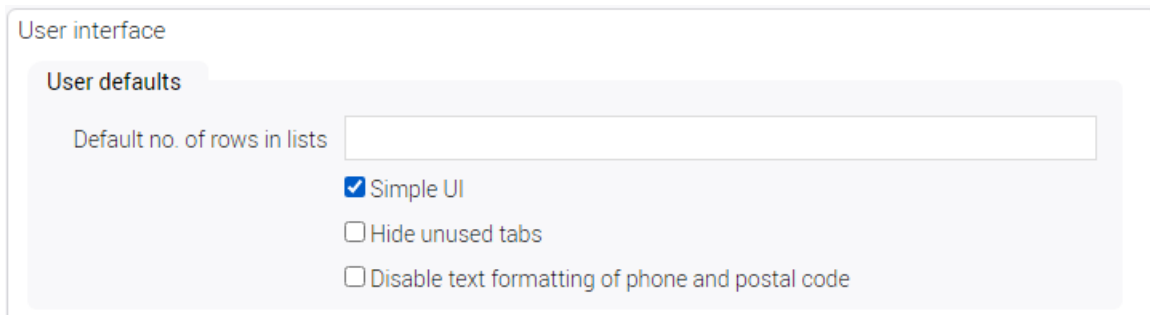 User interface
User defaults
Default no. of rows in lists
Simple UI
Hide unused tabs
Disable text formatting of phone and postal code